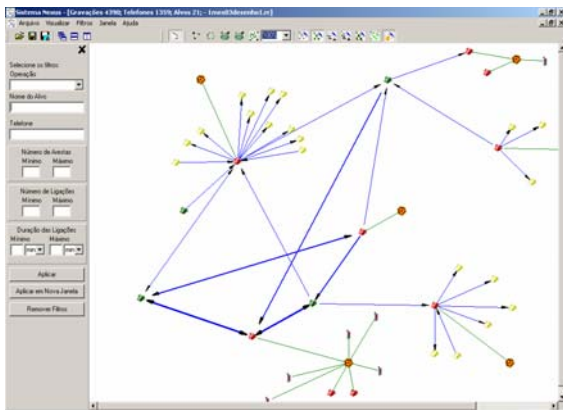 Sistema Nexus - [Gravações 4390; Telefones 1359; Alvos 21; -
Arquivo Visualizar Filtros Janela Ajuda
Selecione os filtros
Operação
Nome do Alvo
Telefone
Número de Arestas
Mínimo Máximo
Número de Ligações
Mínimo Máximo
Duração das Ligações
Mínimo Máximo
min. min.
Aplicar
Aplicar em Nova Janela
Remover Filtros